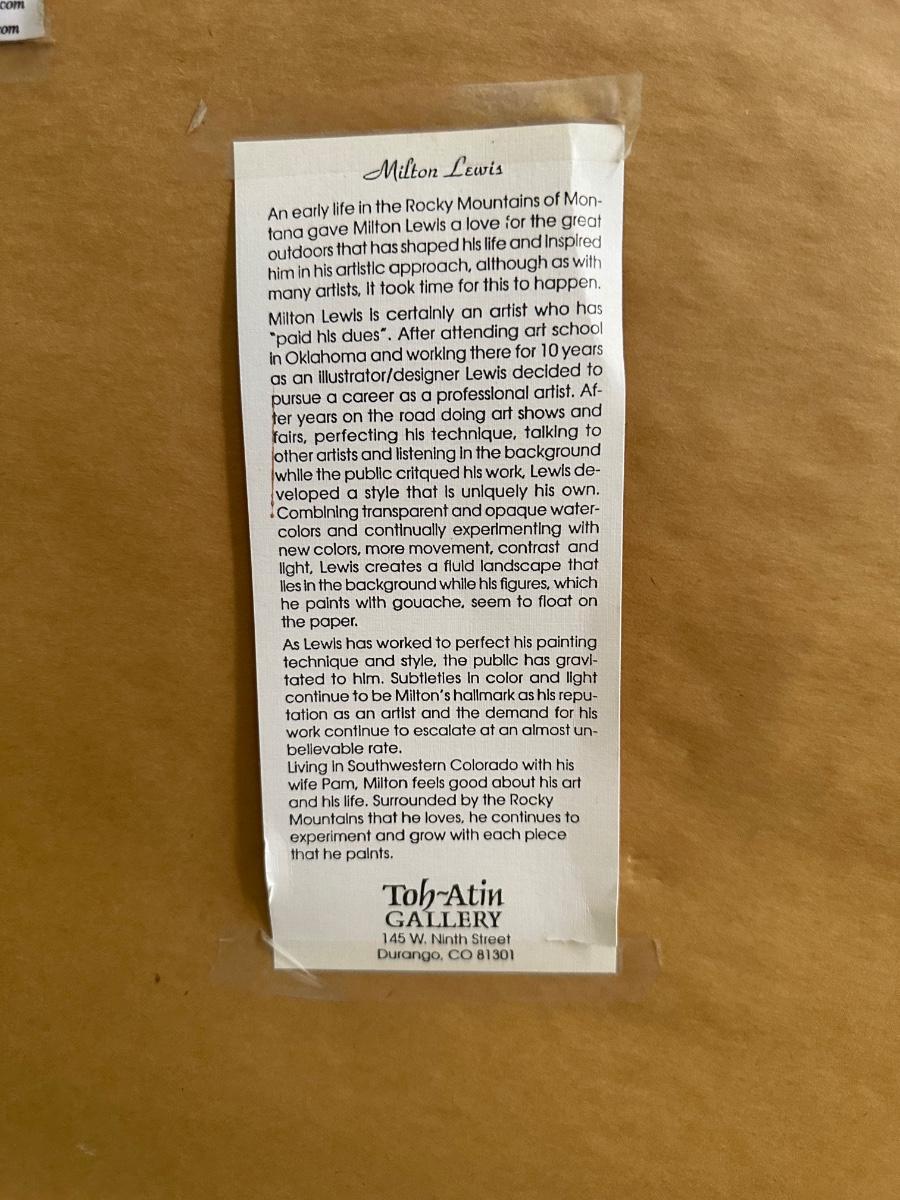 com
om
Milton Lewis
An early life in the Rocky Mountains of Mon-
tana gave Milton Lewis a love for the great
outdoors that has shaped his life and inspired
him in his artistic approach, although as with
many artists, it took time for this to happen.
Milton Lewis is certainly an artist who has
"paid his dues". After attending art school
in Oklahoma and working there for 10 years
as an illustrator/designer Lewis decided to
pursue a career as a professional artist. Af-
ter years on the road doing art shows and
fairs, perfecting his technique, talking to
other artists and listening in the background
while the public critqued his work, Lewis de-
veloped a style that is uniquely his own.
Combining transparent and opaque water-
colors and continually experimenting with
new colors, more movement, contrast and
light, Lewis creates a fluid landscape that
lies in the background while his figures, which
he paints with gouache, seem to float on
the paper.
As Lewis has worked to perfect his painting
technique and style, the public has gravi-
tated to him. Subtleties in color and light
continue to be Milton's hallmark as his repu-
tation as an artist and the demand for his
work continue to escalate at an almost un-
believable rate.
Living in Southwestern Colorado with his
wife Pam, Milton feels good about his art
and his life. Surrounded by the Rocky
Mountains that he loves, he continues to
experiment and grow with each piece
that he paints.
Toh~Atin
GALLERY
145 W. Ninth Street
Durango, CO 81301